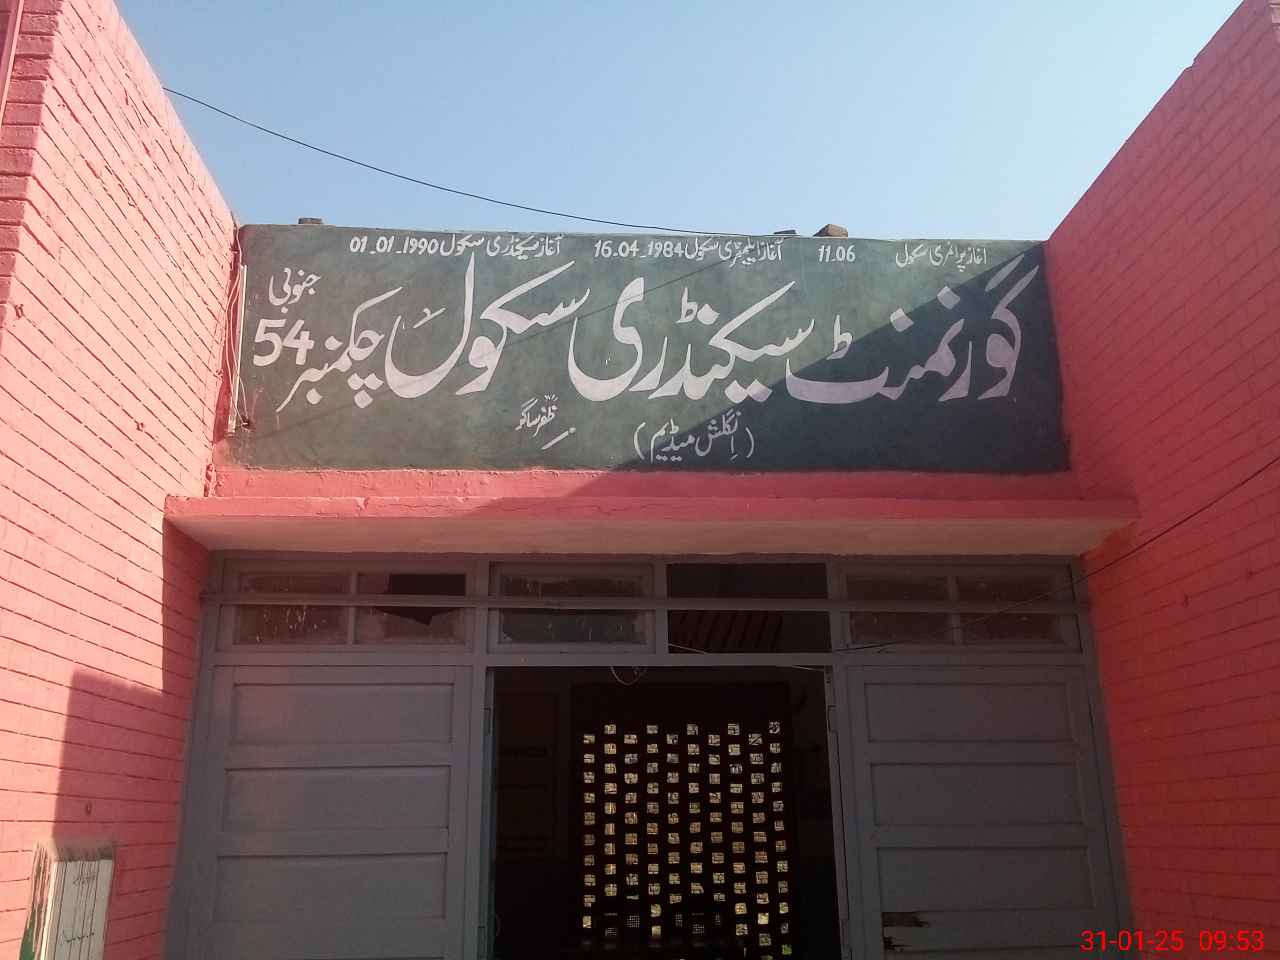 آغاز پرائمری سکول 11.06 آغاز ایلیمنٹری سکول 16-04-1984 آغاز سیکنڈری سکول 01-01-1990
گورنمنٹ سیکنڈری سکول چکنمبر 54 جنوبی
(انگلش میڈیم)
ظفر ساگر
31-01-25 09:53